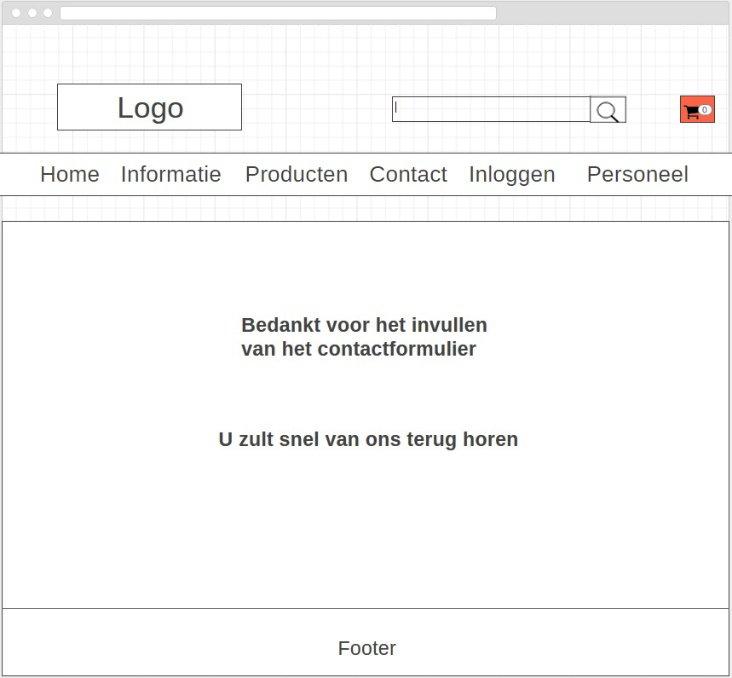 Logo
0
Home Informatie Producten Contact Inloggen Personeel
Bedankt voor het invullen
van het contactformulier
U zult snel van ons terug horen
Footer